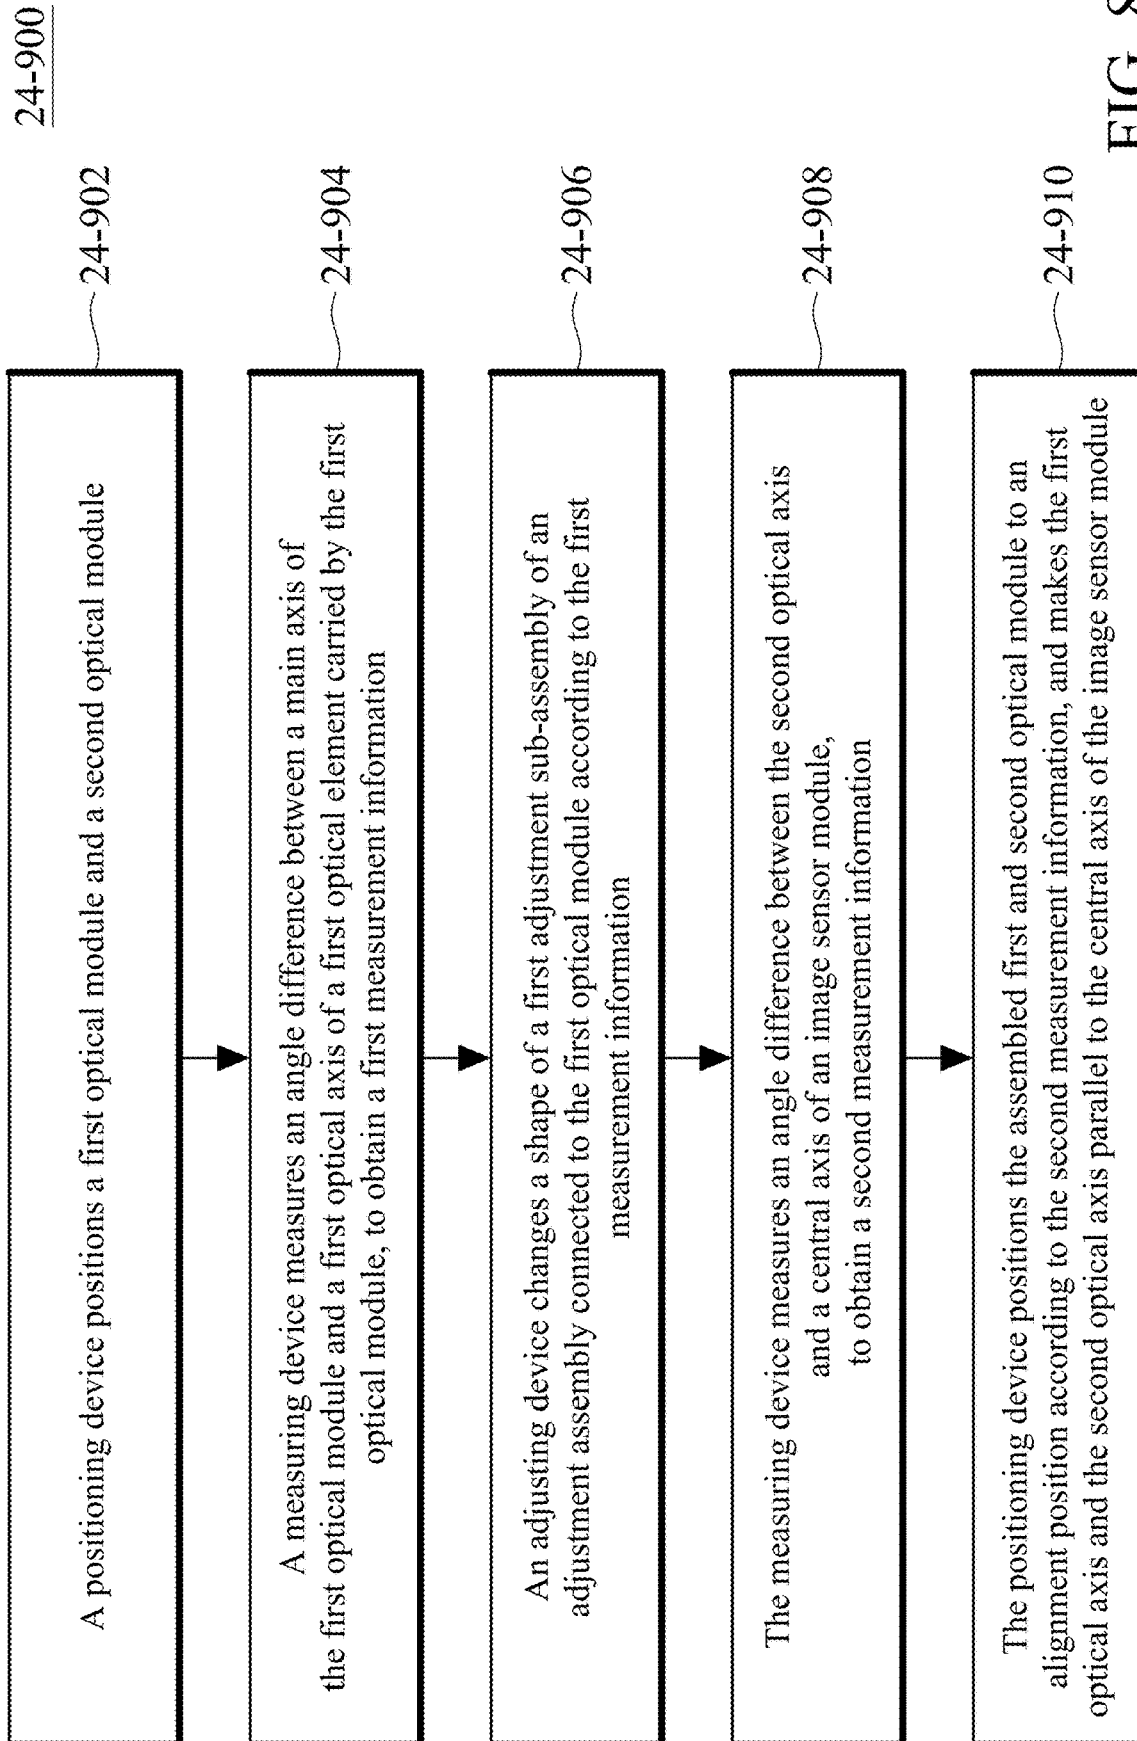 24-900
A positioning device positions a first optical module and a second optical module
24-902
A measuring device measures an angle difference between a main axis of
the first optical module and a first optical axis of a first optical element carried by the first
optical module, to obtain a first measurement information
24-904
An adjusting device changes a shape of a first adjustment sub-assembly of an
adjustment assembly connected to the first optical module according to the first
measurement information
24-906
The measuring device measures an angle difference between the second optical axis
and a central axis of an image sensor module,
to obtain a second measurement information
24-908
The positioning device positions the assembled first and second optical module to an
alignment position according to the second measurement information, and makes the first
optical axis and the second optical axis parallel to the central axis of the image sensor module
24-910
FIG.